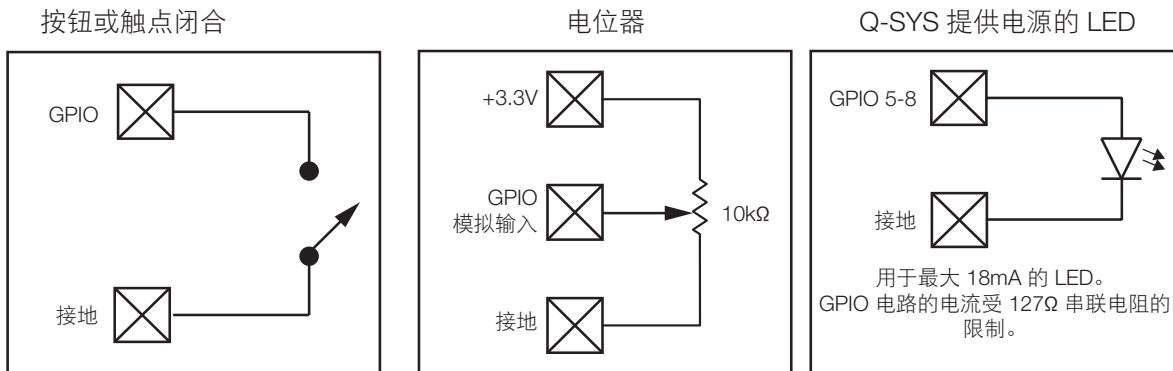 按钮或触点闭合
GPIO
接地
电位器
+3.3V
GPIO
模拟输入
10kΩ
接地
Q-SYS 提供电源的 LED
GPIO 5-8
接地
用于最大 18mA 的 LED。
GPIO 电路的电流受 127Ω 串联电阻的
限制。